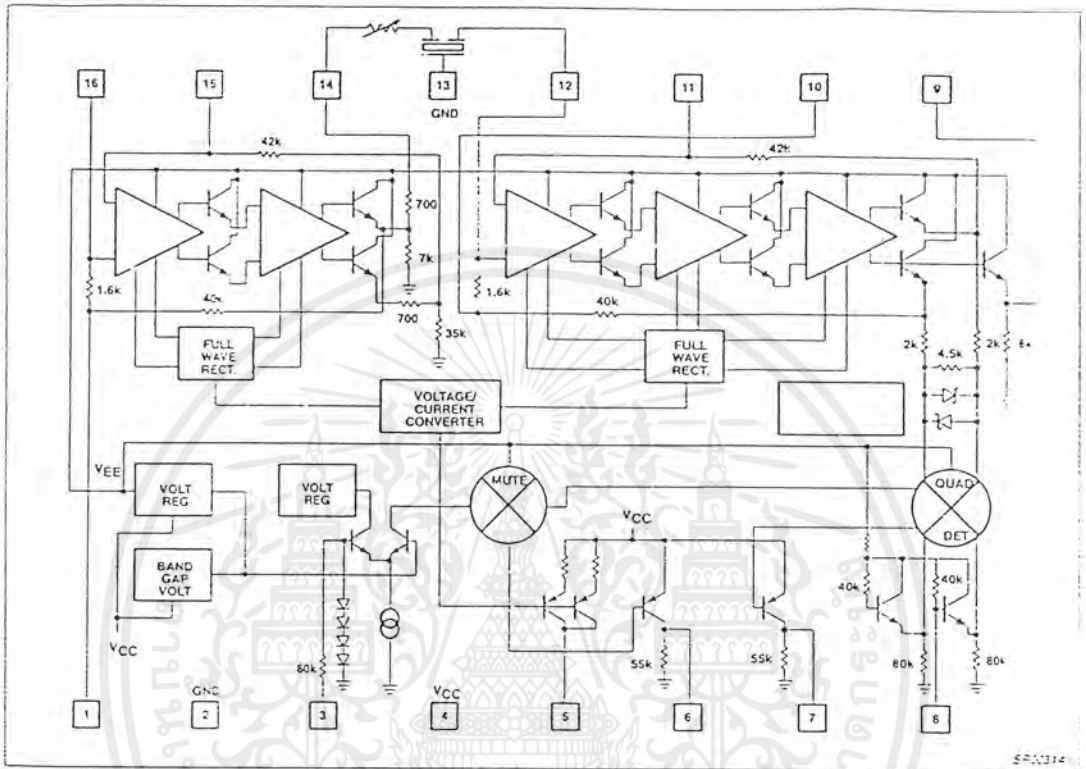 14
13
12
16
15
GND
11
10
9
42k
42k
700
7k
1.6k
1.6k
40k
700
35k
40k
2k
4.5k
2k
FULL
WAVE
RECT.
FULL
WAVE
RECT.
VOLTAGE/
CURRENT
CONVERTER
VEE
VOLT
REG
VOLT
REG
MUTE
QUAD
DET
VCC
BAND
GAP
VOLT
40k
40k
VCC
80k
55k
55k
80k
80k
GND
VCC
1
2
3
4
5
6
7
8